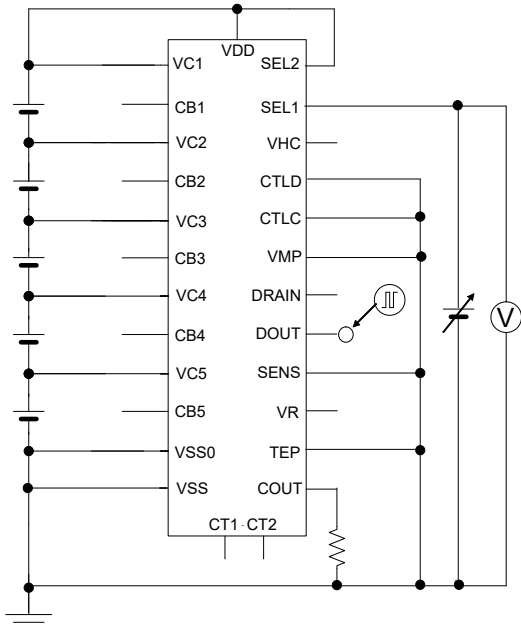 VDD
VC1 SEL2
CB1 SEL1
VC2 VHC
CB2 CTLD
VC3 CTLC
CB3 VMP
VC4 DRAIN
CB4 DOUT
V
VC5 SENS
CB5 VR
VSS0 TEP
VSS COUT
CT1 CT2